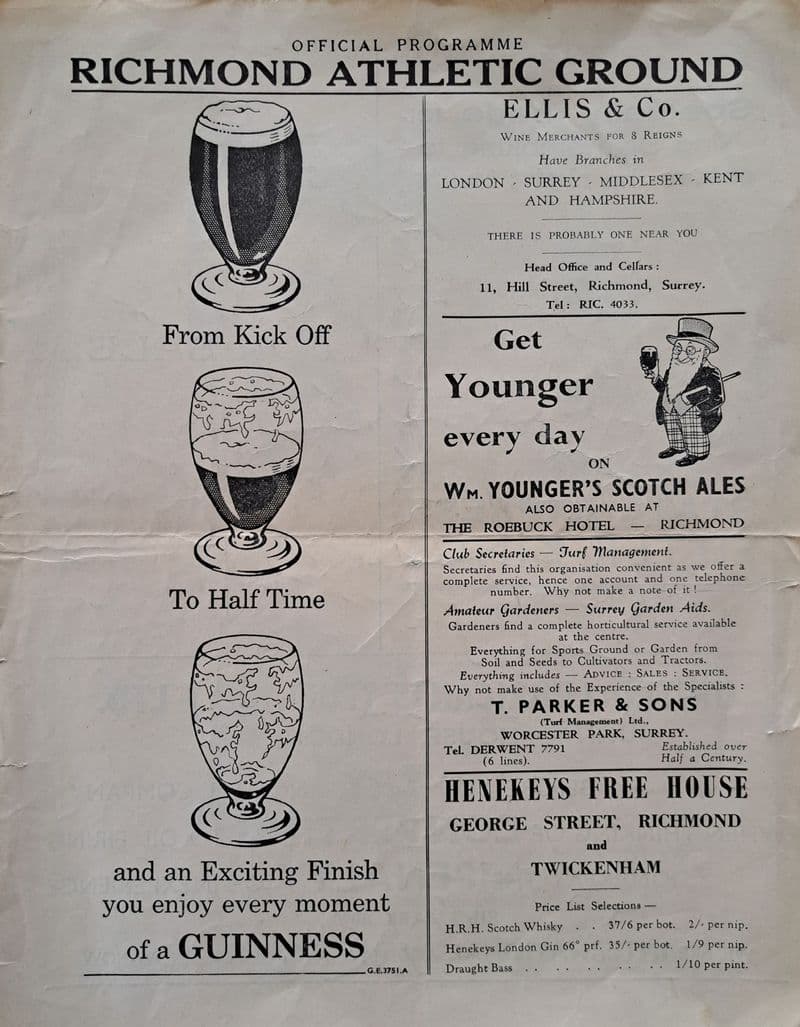 OFFICIAL PROGRAMME
RICHMOND ATHLETIC GROUND
From Kick Off
To Half Time
and an Exciting Finish
you enjoy every moment
of a GUINNESS
G.E.3751.A
ELLIS & Co.
Wine Merchants for 8 Reigns
Have Branches in
LONDON - SURREY - MIDDLESEX - KENT
AND HAMPSHIRE.
THERE IS PROBABLY ONE NEAR YOU
Head Office and Cellars :
11, Hill Street, Richmond, Surrey.
Tel : RIC. 4033.
Get
Younger
every day
ON
WM. YOUNGER'S SCOTCH ALES
ALSO OBTAINABLE AT
THE ROEBUCK HOTEL — RICHMOND
Club Secretaries — Turf Management.
Secretaries find this organisation convenient as we offer a
complete service, hence one account and one telephone
number. Why not make a note of it !
Amateur Gardeners — Surrey Garden Aids.
Gardeners find a complete horticultural service available
at the centre.
Everything for Sports Ground or Garden from
Soil and Seeds to Cultivators and Tractors.
Everything includes — ADVICE : SALES : SERVICE.
Why not make use of the Experience of the Specialists :
T. PARKER & SONS
(Turf Management) Ltd.,
WORCESTER PARK, SURREY.
Tel. DERWENT 7791 Established over
(6 lines). Half a Century.
HENEKEYS FREE HOUSE
GEORGE STREET, RICHMOND
and
TWICKENHAM
Price List Selections —
H.R.H. Scotch Whisky . . 37/6 per bot. 2/- per nip.
Henekeys London Gin 66° prf. 35/- per bot. 1/9 per nip.
Draught Bass . . . . . . . . . . 1/10 per pint.